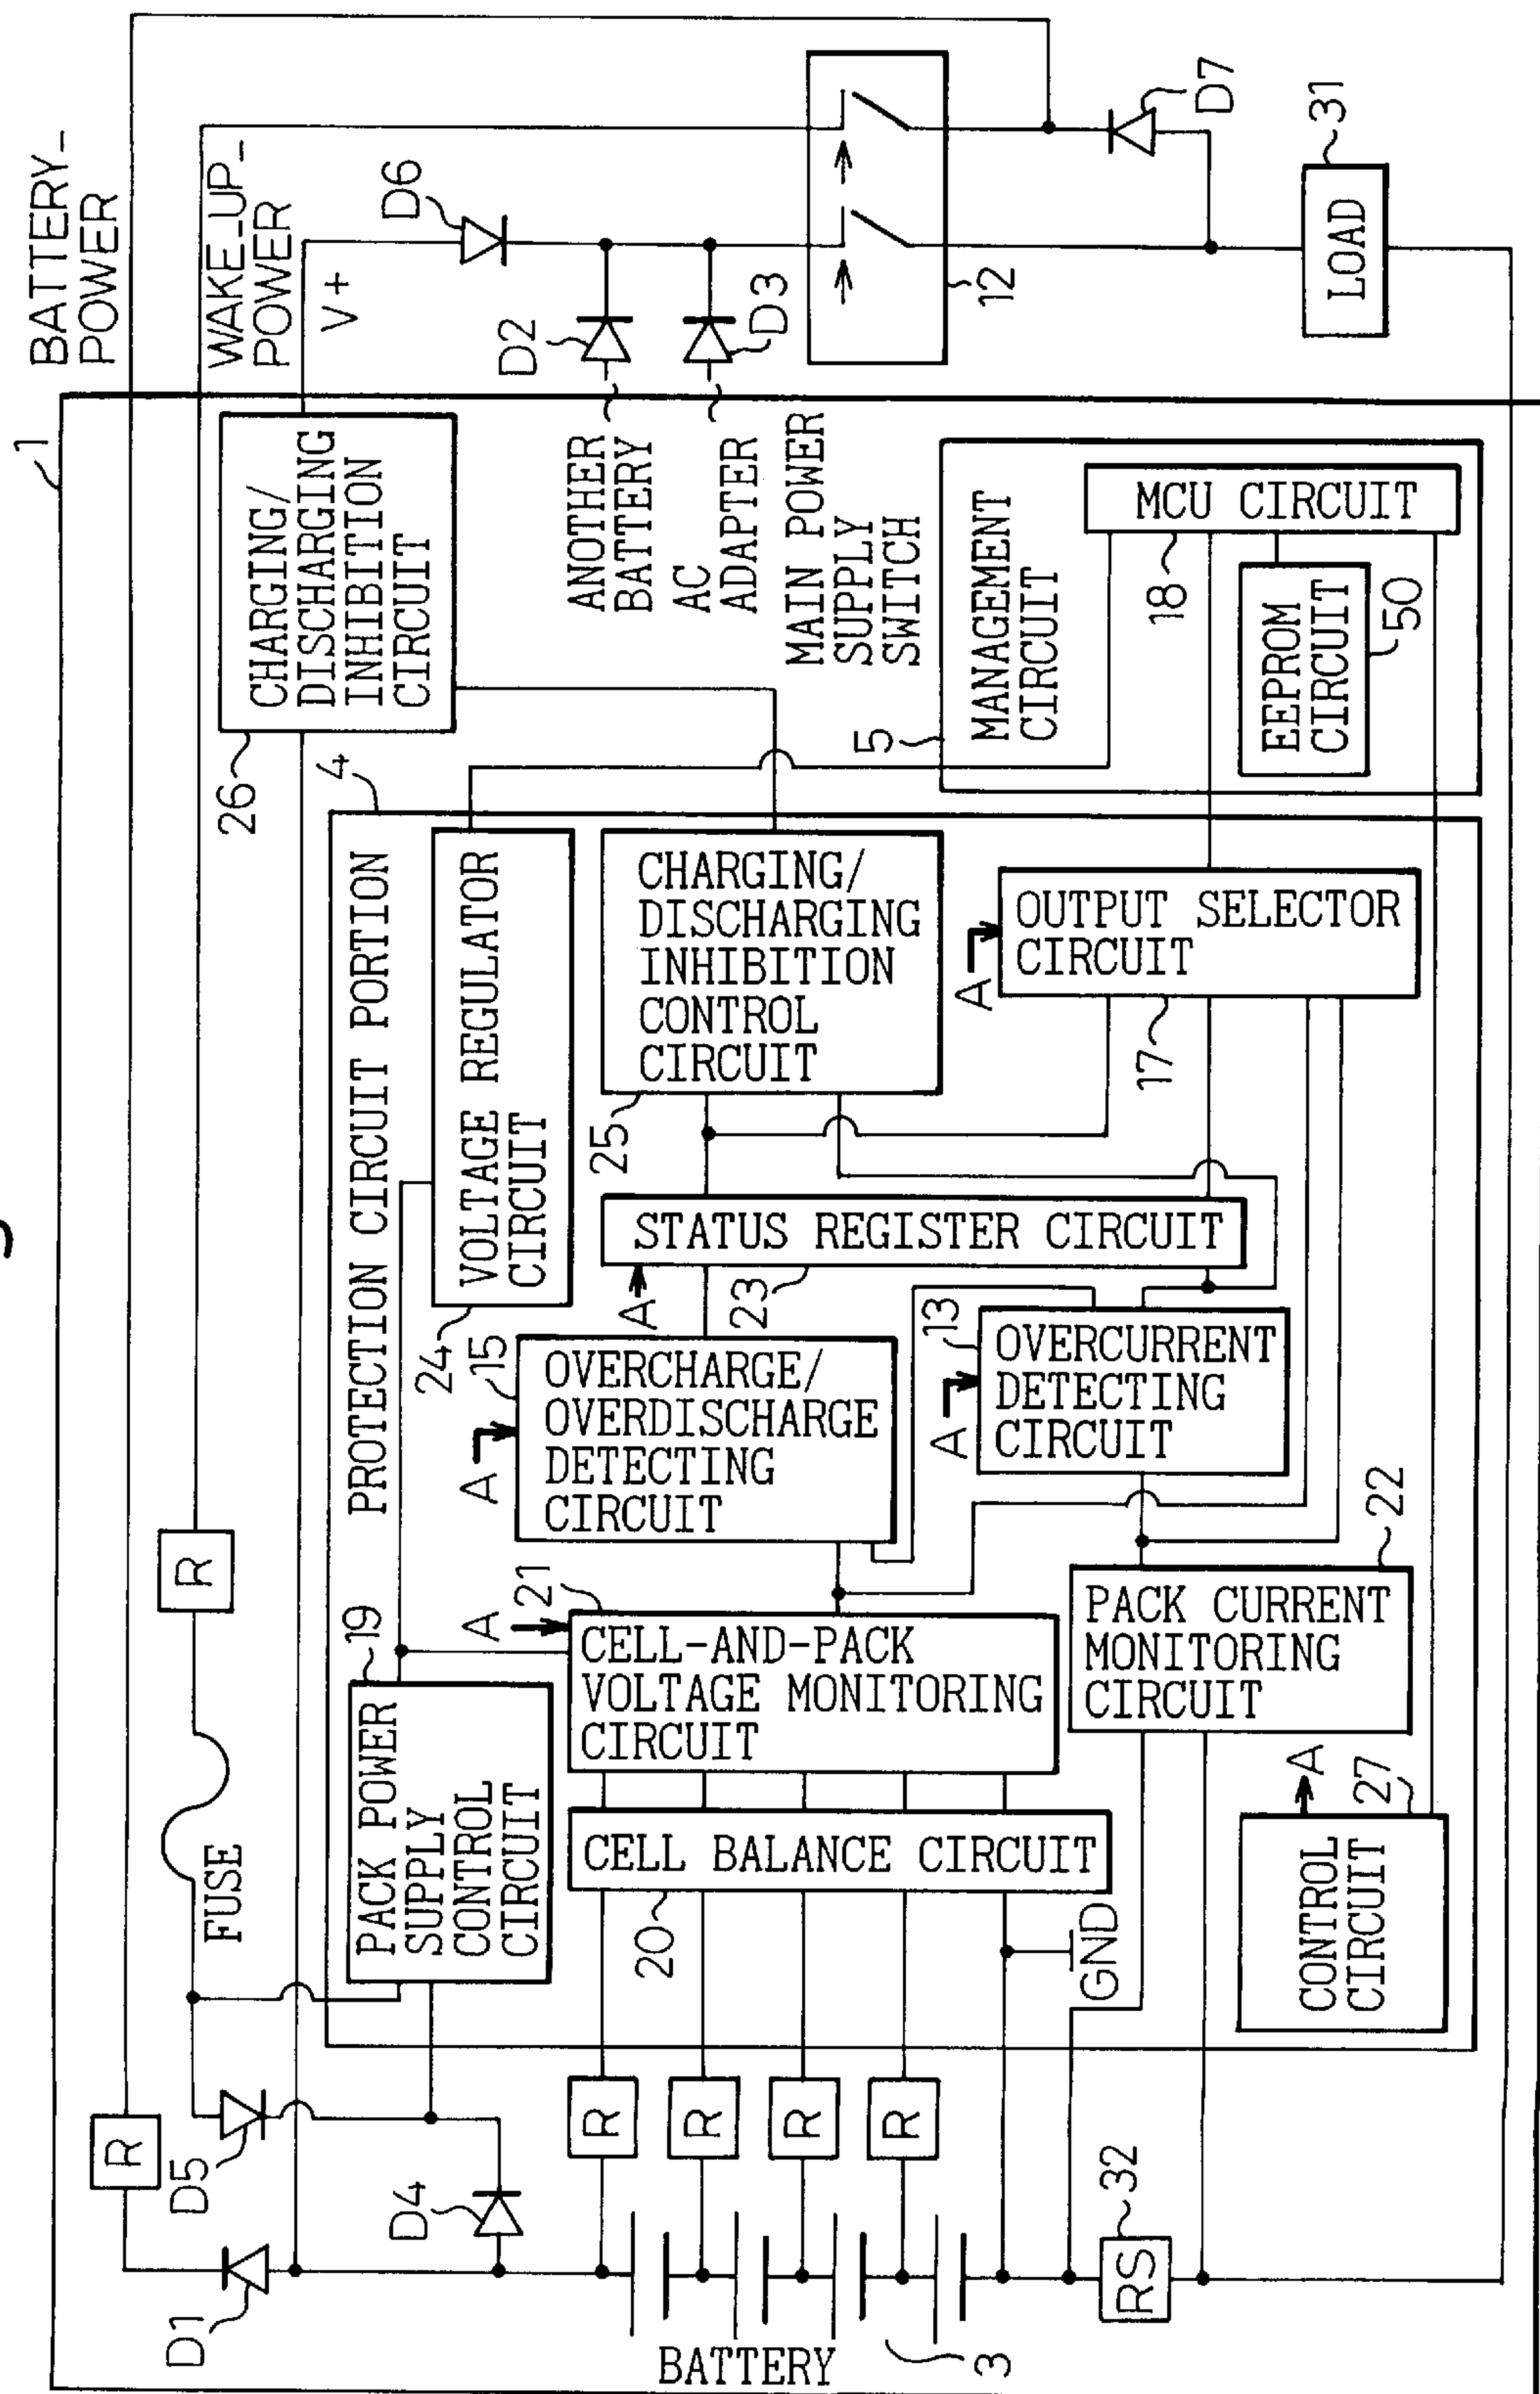 1
BATTERY_
POWER
WAKE_UP_
POWER
V+
R
R
FUSE
D1
D5
D4
D6
D2
D3
D7
26
CHARGING/
DISCHARGING
INHIBITION
CIRCUIT
ANOTHER
BATTERY
AC
ADAPTER
MAIN POWER
SUPPLY
SWITCH
12
LOAD
31
4
PROTECTION CIRCUIT PORTION
19
PACK POWER
SUPPLY
CONTROL
CIRCUIT
24
VOLTAGE REGULATOR
CIRCUIT
A
21
CELL-AND-PACK
VOLTAGE MONITORING
CIRCUIT
20
CELL BALANCE CIRCUIT
GND
A
15
OVERCHARGE/
OVERDISCHARGE
DETECTING
CIRCUIT
A
23
STATUS REGISTER CIRCUIT
25
CHARGING/
DISCHARGING
INHIBITION
CONTROL
CIRCUIT
A
13
OVERCURRENT
DETECTING
CIRCUIT
A
17
OUTPUT SELECTOR
CIRCUIT
22
PACK CURRENT
MONITORING
CIRCUIT
A
27
CONTROL
CIRCUIT
5
MANAGEMENT
CIRCUIT
18
MCU CIRCUIT
EEPROM
CIRCUIT
50
R
R
R
R
BATTERY
3
RS
32